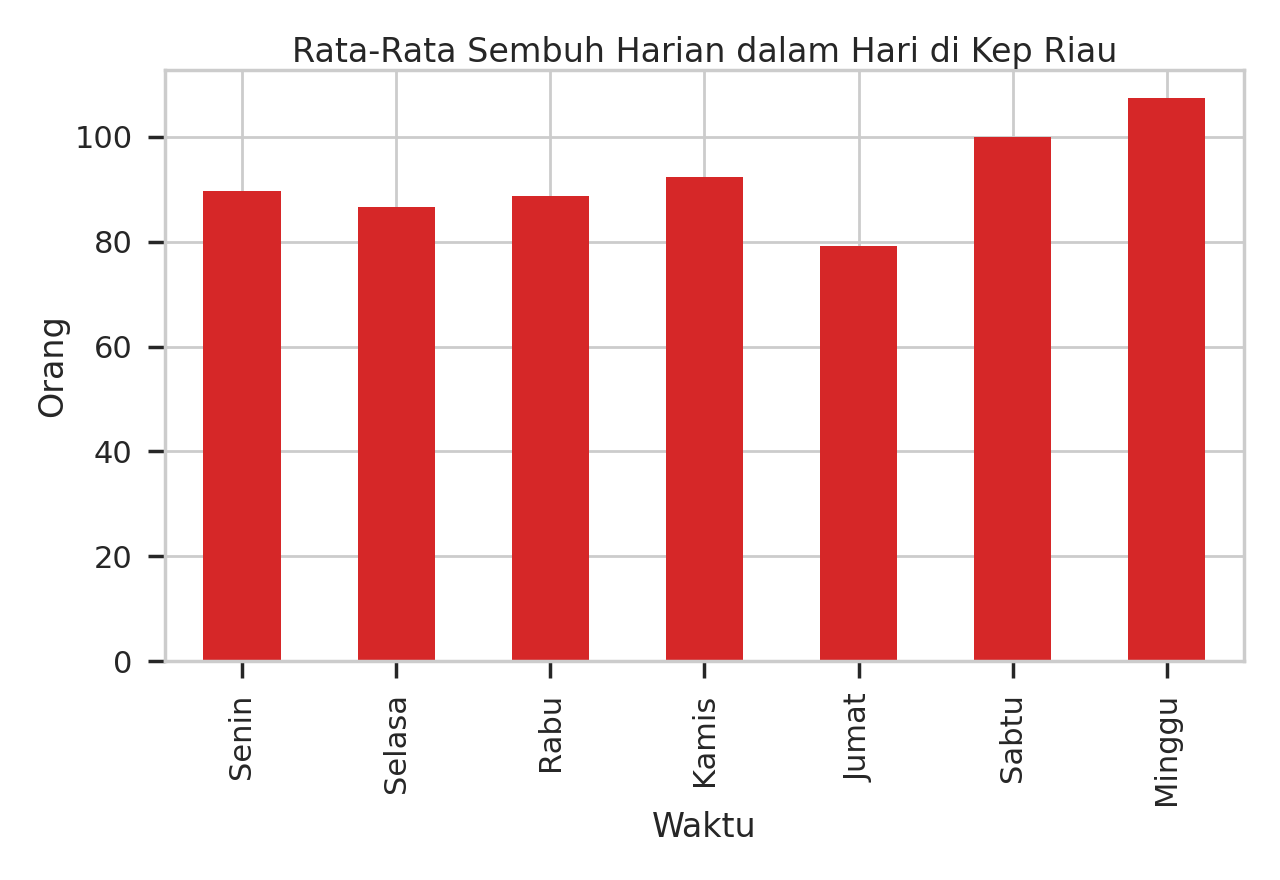 Rata-Rata Sembuh Harian dalam Hari di Kep Riau
100
80
60
40
20
0
Orang
Senin
Selasa
Rabu
Kamis
Jumat
Sabtu
Minggu
Waktu